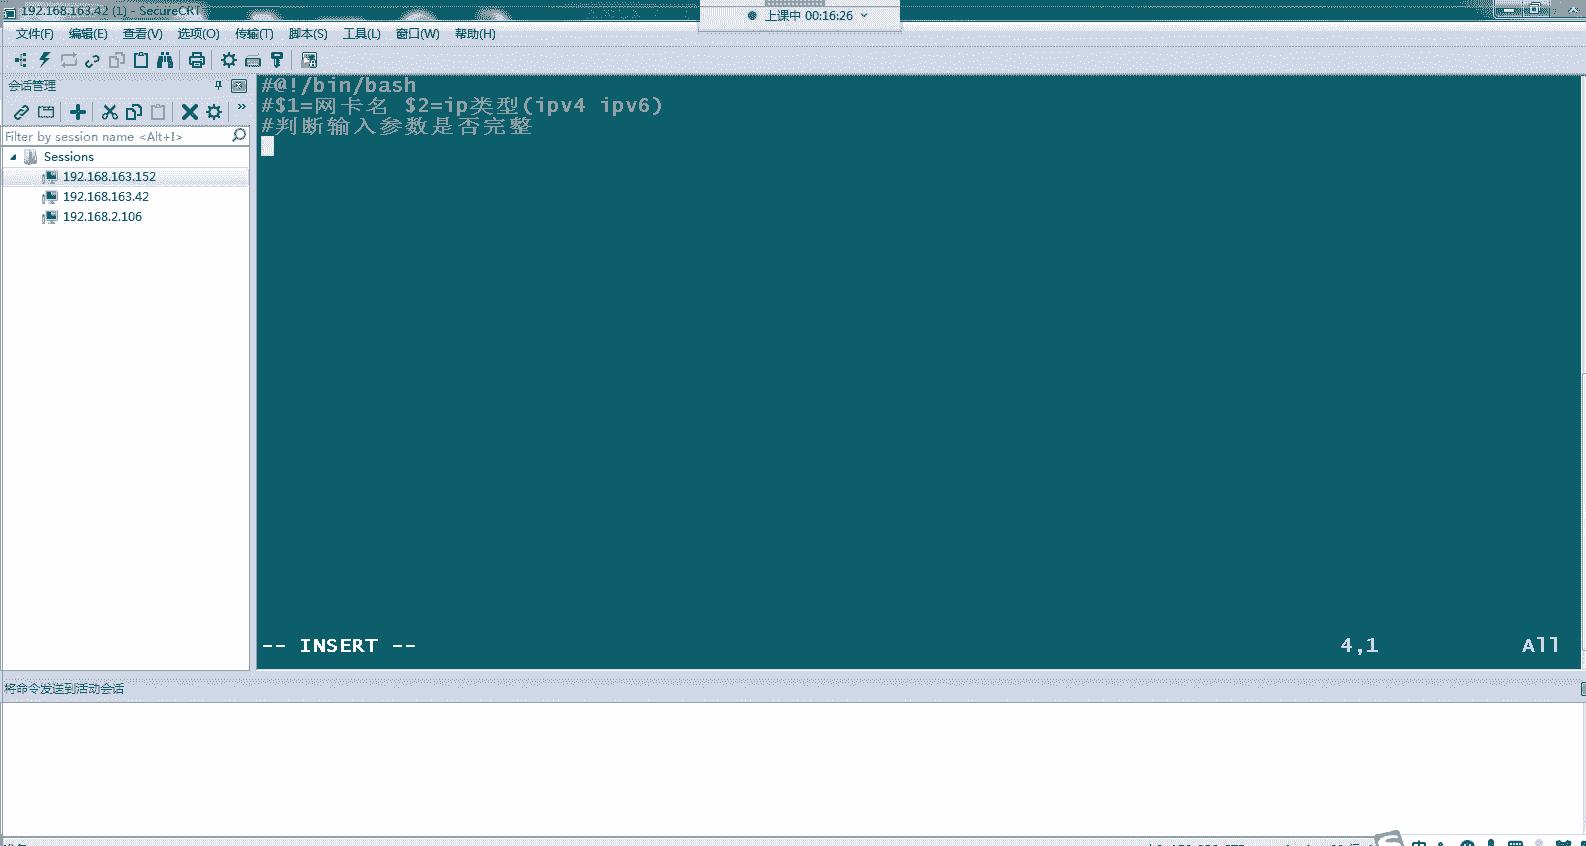 192.168.163.42 (1) - SecureCRT
上课中 00:16:26
文件(F) 编辑(E) 查看(V) 选项(O) 传输(T) 脚本(S) 工具(L) 窗口(W) 帮助(H)
会话管理
Filter by session name <Alt+I>
Sessions
192.168.163.152
192.168.163.42
192.168.2.106
#@!/bin/bash
#$1=网卡名 $2=ip类型(ipv4 ipv6)
#判断输入参数是否完整
-- INSERT -- 4,1 All
将命令发送到活动会话